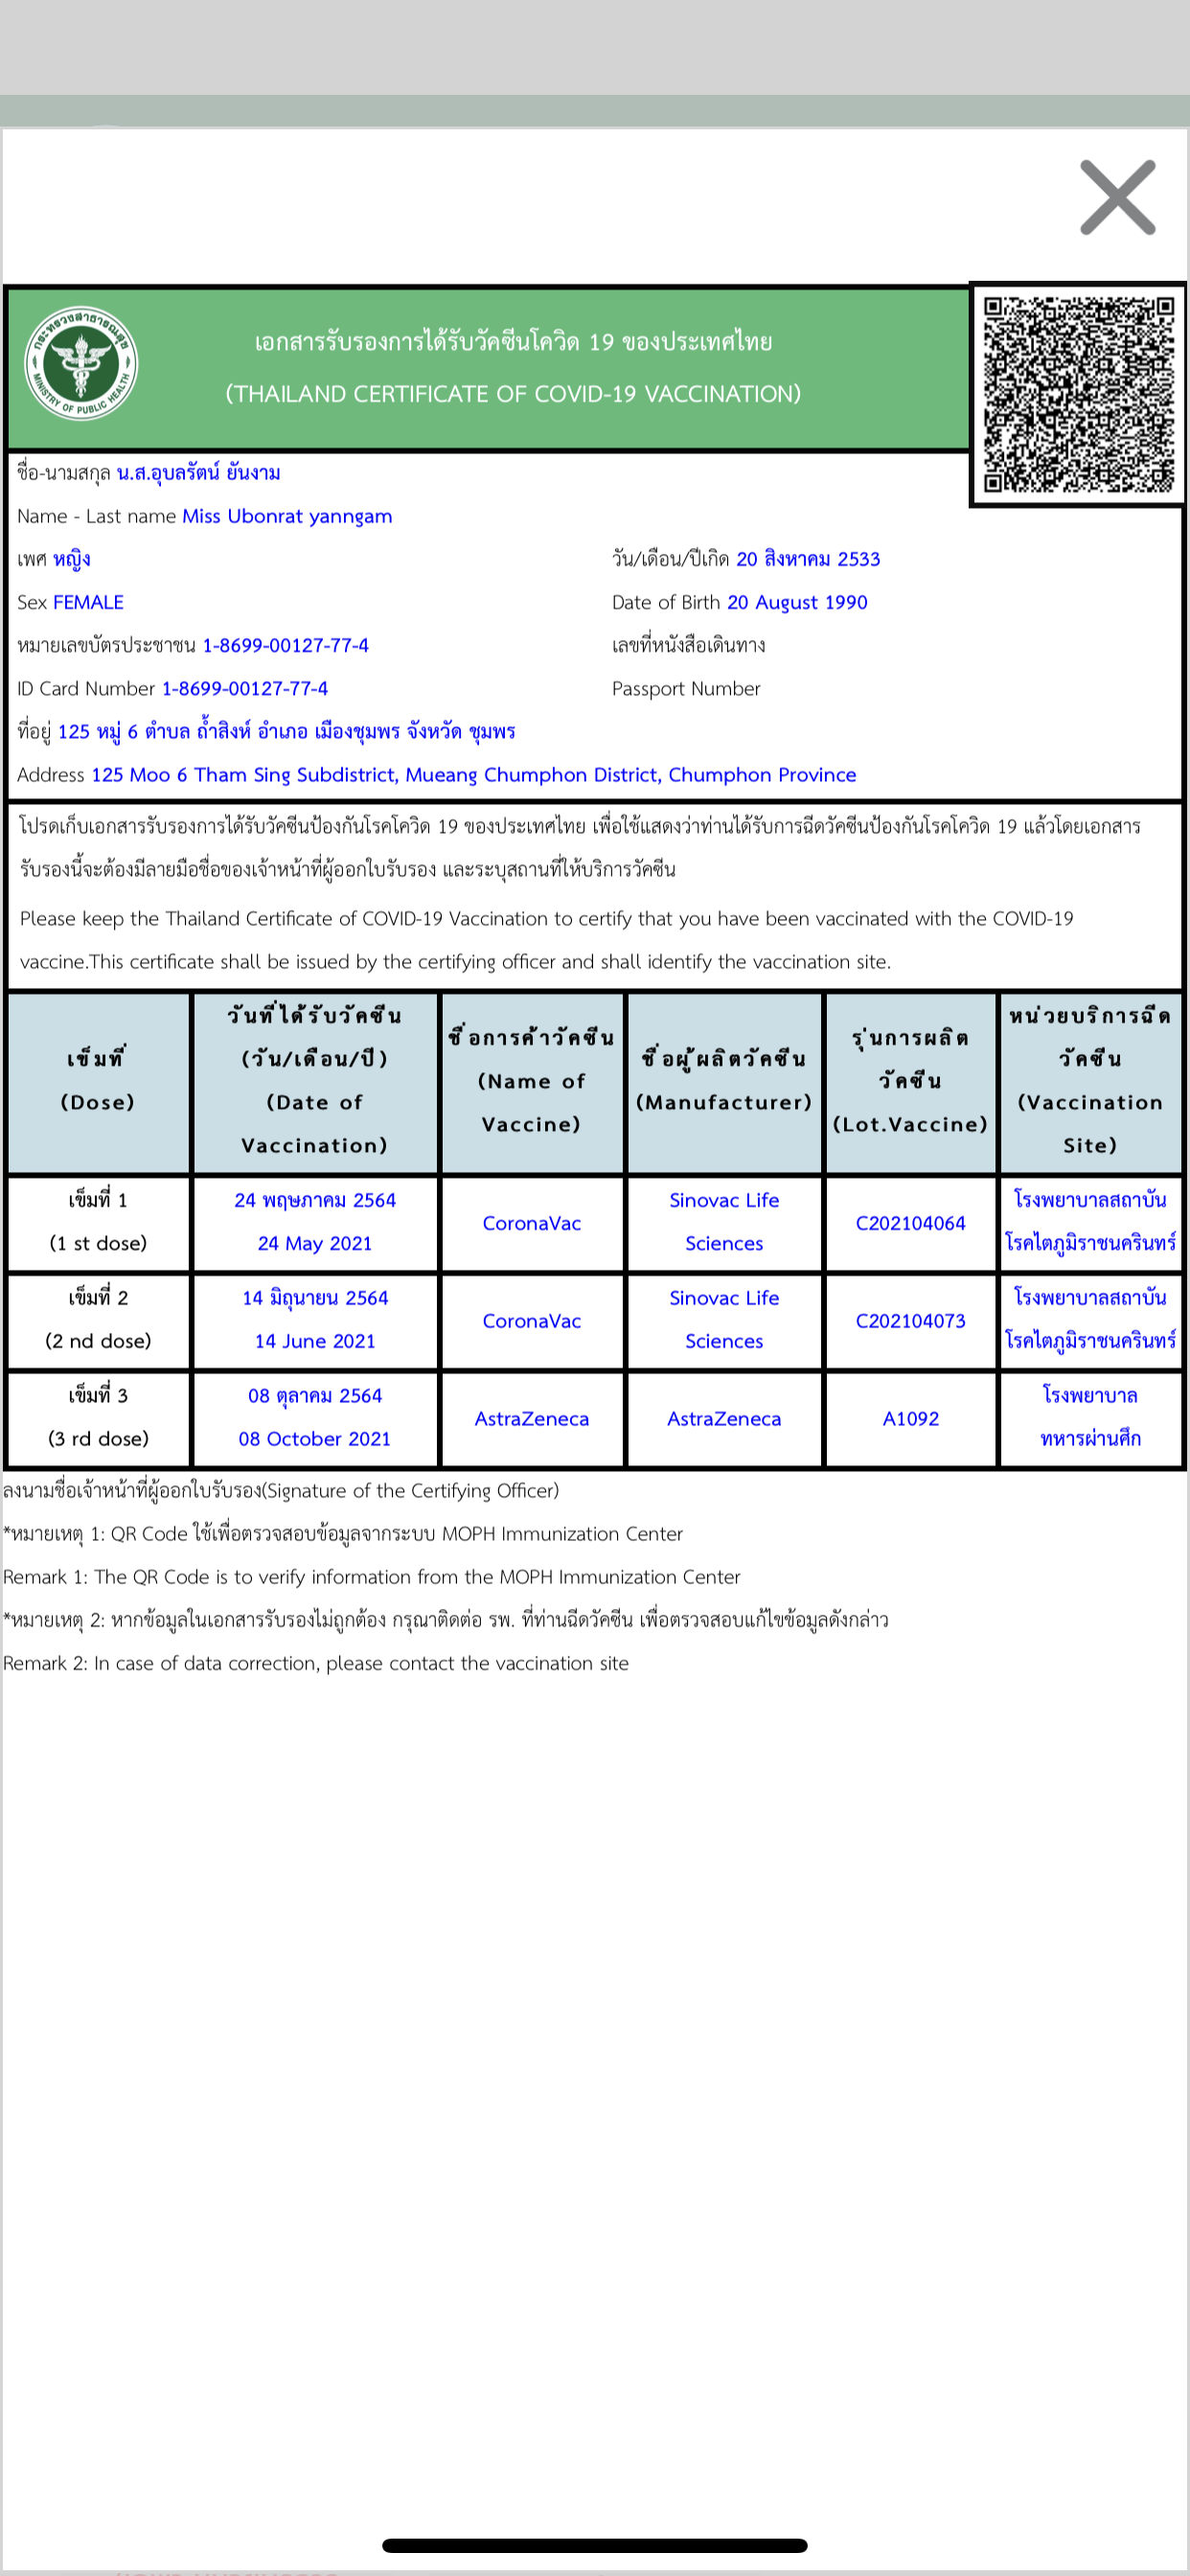 กระทรวงสาธารณสุข
MINISTRY OF PUBLIC HEALTH
เอกสารรับรองการได้รับวัคซีนโควิด 19 ของประเทศไทย
(THAILAND CERTIFICATE OF COVID-19 VACCINATION)
ชื่อ-นามสกุล น.ส.อุบลรัตน์ ยันงาม
Name - Last name Miss Ubonrat yanngam
เพศ หญิง วัน/เดือน/ปีเกิด 20 สิงหาคม 2533
Sex FEMALE Date of Birth 20 August 1990
หมายเลขบัตรประชาชน 1-8699-00127-77-4 เลขที่หนังสือเดินทาง
ID Card Number 1-8699-00127-77-4 Passport Number
ที่อยู่ 125 หมู่ 6 ตำบล ถ้ำสิงห์ อำเภอ เมืองชุมพร จังหวัด ชุมพร
Address 125 Moo 6 Tham Sing Subdistrict, Mueang Chumphon District, Chumphon Province
โปรดเก็บเอกสารรับรองการได้รับวัคซีนป้องกันโรคโควิด 19 ของประเทศไทย เพื่อใช้แสดงว่าท่านได้รับการฉีดวัคซีนป้องกันโรคโควิด 19 แล้วโดยเอกสาร
รับรองนี้จะต้องมีลายมือชื่อของเจ้าหน้าที่ผู้ออกใบรับรอง และระบุสถานที่ให้บริการวัคซีน
Please keep the Thailand Certificate of COVID-19 Vaccination to certify that you have been vaccinated with the COVID-19
vaccine.This certificate shall be issued by the certifying officer and shall identify the vaccination site.
เข็มที่
(Dose)
วันที่ได้รับวัคซีน
(วัน/เดือน/ปี)
(Date of
Vaccination)
ชื่อการค้าวัคซีน
(Name of
Vaccine)
ชื่อผู้ผลิตวัคซีน
(Manufacturer)
รุ่นการผลิต
วัคซีน
(Lot.Vaccine)
หน่วยบริการฉีด
วัคซีน
(Vaccination
Site)
เข็มที่ 1
(1 st dose)
24 พฤษภาคม 2564
24 May 2021
CoronaVac
Sinovac Life
Sciences
C202104064
โรงพยาบาลสถาบัน
โรคไตภูมิราชนครินทร์
เข็มที่ 2
(2 nd dose)
14 มิถุนายน 2564
14 June 2021
CoronaVac
Sinovac Life
Sciences
C202104073
โรงพยาบาลสถาบัน
โรคไตภูมิราชนครินทร์
เข็มที่ 3
(3 rd dose)
08 ตุลาคม 2564
08 October 2021
AstraZeneca
AstraZeneca
A1092
โรงพยาบาล
ทหารผ่านศึก
ลงนามชื่อเจ้าหน้าที่ผู้ออกใบรับรอง(Signature of the Certifying Officer)
*หมายเหตุ 1: QR Code ใช้เพื่อตรวจสอบข้อมูลจากระบบ MOPH Immunization Center
Remark 1: The QR Code is to verify information from the MOPH Immunization Center
*หมายเหตุ 2: หากข้อมูลในเอกสารรับรองไม่ถูกต้อง กรุณาติดต่อ รพ. ที่ท่านฉีดวัคซีน เพื่อตรวจสอบแก้ไขข้อมูลดังกล่าว
Remark 2: In case of data correction, please contact the vaccination site